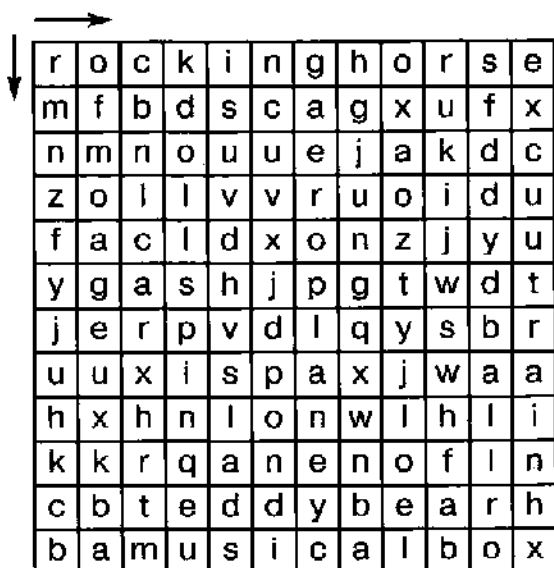 r o c k i n g h o r s e
m f b d s c a g x u f x
n m n o u u e j a k d c
z o l l v v r u o i d u
f a c l d x o n z j y u
y g a s h j p g t w d t
j e r p v d l q y s b r
u u x i s p a x j w a a
h x h n l o n w l h l i
k k r q a n e n o f l n
c b t e d d y b e a r h
b a m u s i c a l b o x